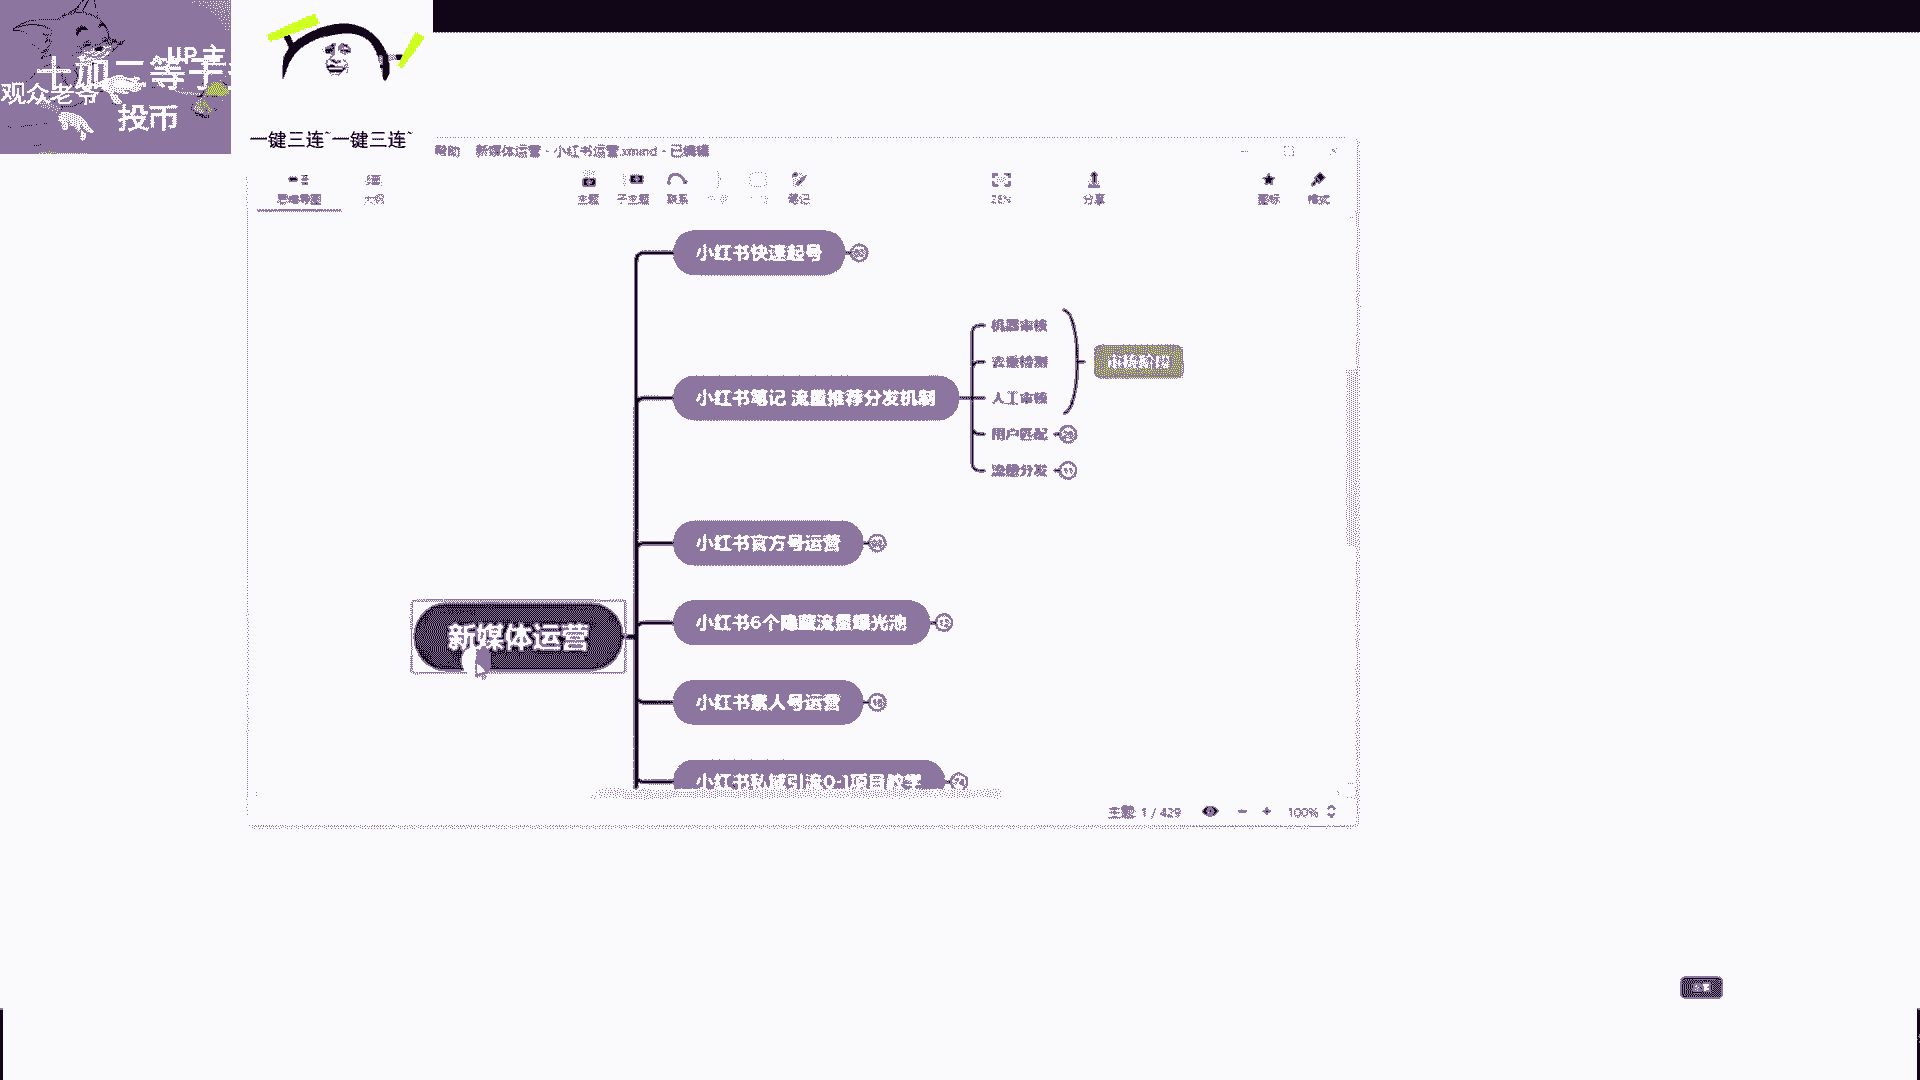 UP主
十加二等于
观众老爷
投币
一键三连~一键三连~
帮助 新媒体运营 - 小红书运营.xmind - 已编辑
思维导图 大纲 主题 子主题 联系 笔记 分享 图标 格式
小红书快速起号
机器审核
去重检测
审核阶段
小红书笔记 流量推荐分发机制
人工审核
用户匹配
流量分发
小红书官方号运营
小红书6个隐藏流量曝光池
新媒体运营
小红书素人号运营
小红书私域引流0-1项目教学
主题: 1 / 429
100%